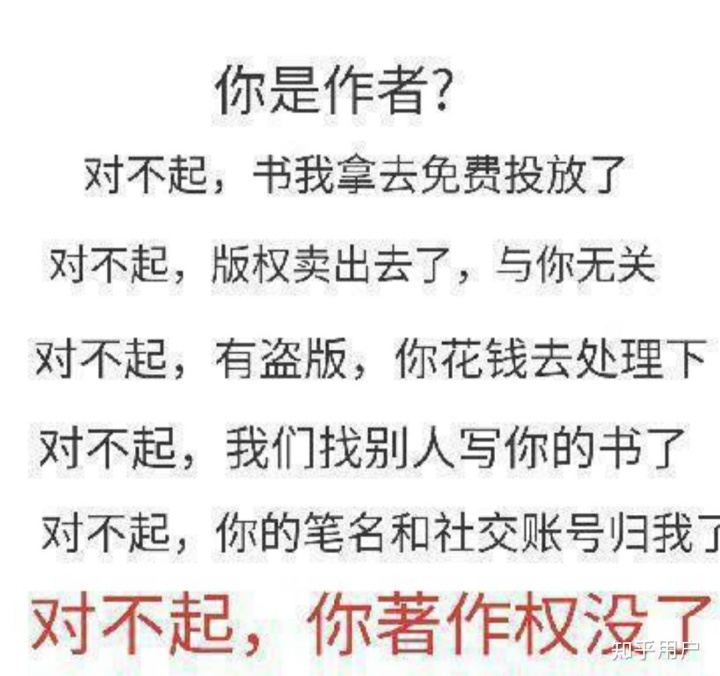 你是作者?
对不起，书我拿去免费投放了
对不起，版权卖出去了，与你无关
对不起，有盗版，你花钱去处理下
对不起，我们找别人写你的书了
对不起，你的笔名和社交账号归我了
对不起，你著作权没了
知乎用户